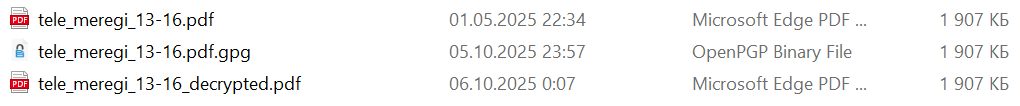 tele_meregi_13-16.pdf 01.05.2025 22:34 Microsoft Edge PDF ... 1 907 КБ
tele_meregi_13-16.pdf.gpg 05.10.2025 23:57 OpenPGP Binary File 1 907 КБ
tele_meregi_13-16_decrypted.pdf 06.10.2025 0:07 Microsoft Edge PDF ... 1 907 КБ